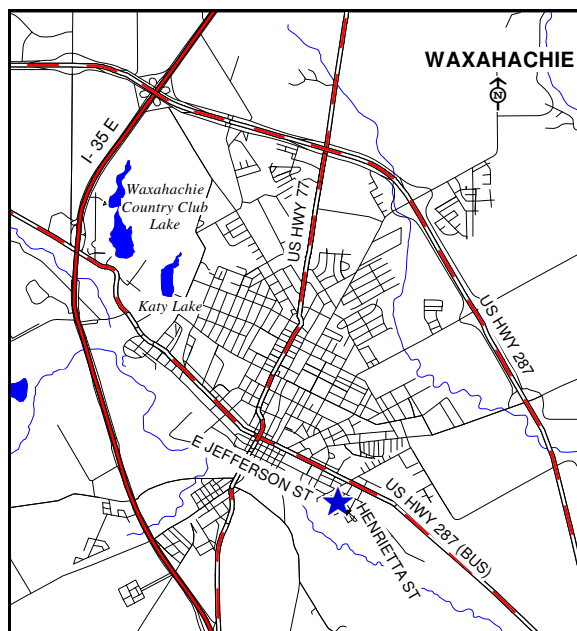 WAXAHACHIE
N
I- 35 E
Waxahachie
Country Club
Lake
US HWY 77
Katy Lake
US HWY 287
E JEFFERSON ST
US HWY 287 (BUS)
HENRIETTA ST